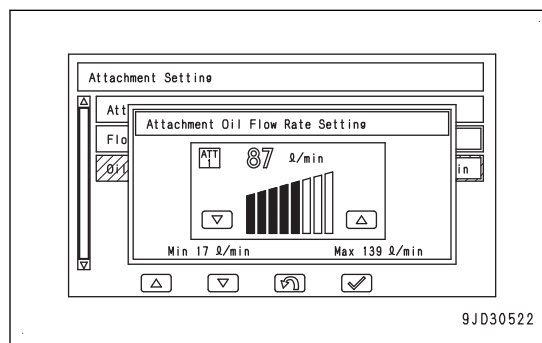 Attachment Setting
Att
Attachment Oil Flow Rate Setting
Flo
ATT 1 87 ℓ/min
Oil in
Min 17 ℓ/min Max 139 ℓ/min
9JD30522